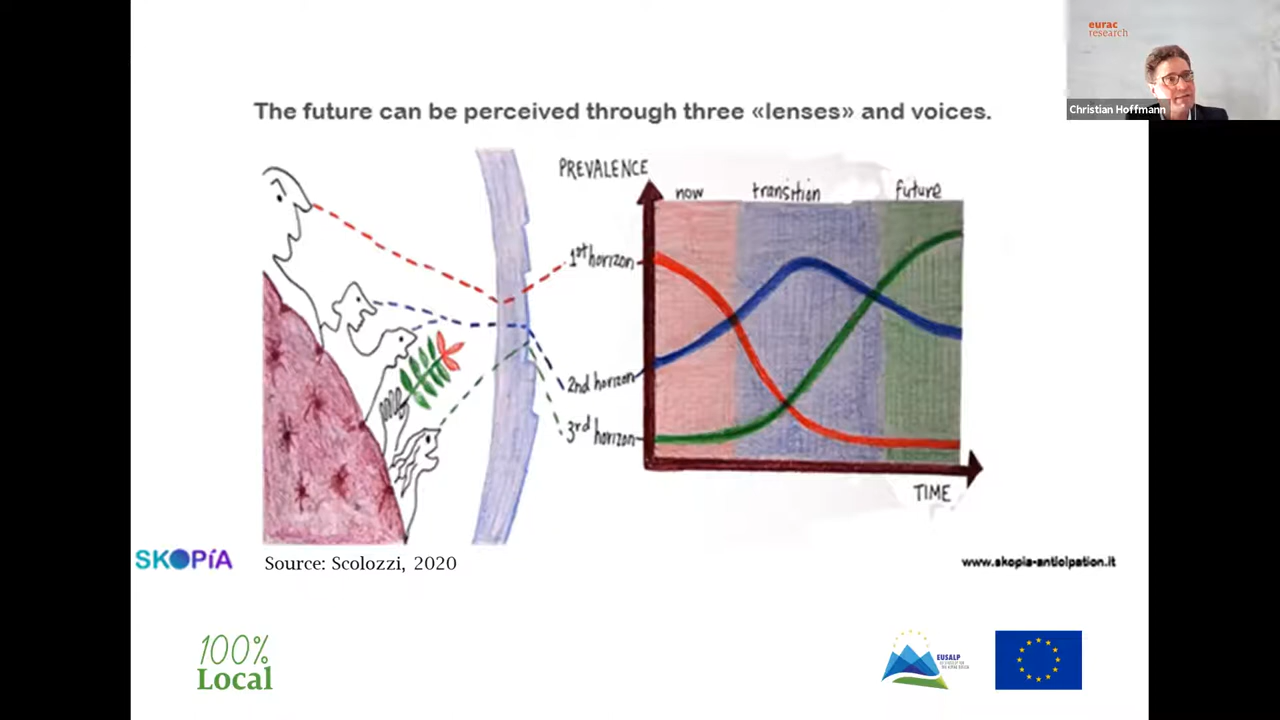 eurac
research
Christian Hoffmann
The future can be perceived through three «lenses» and voices.
PREVALENCE
now transition future
1st horizon
2nd horizon
3rd horizon
TIME
SKOPíA
Source: Scolozzi, 2020
www.skopia-anticipation.it
100%
Local
EUSALP